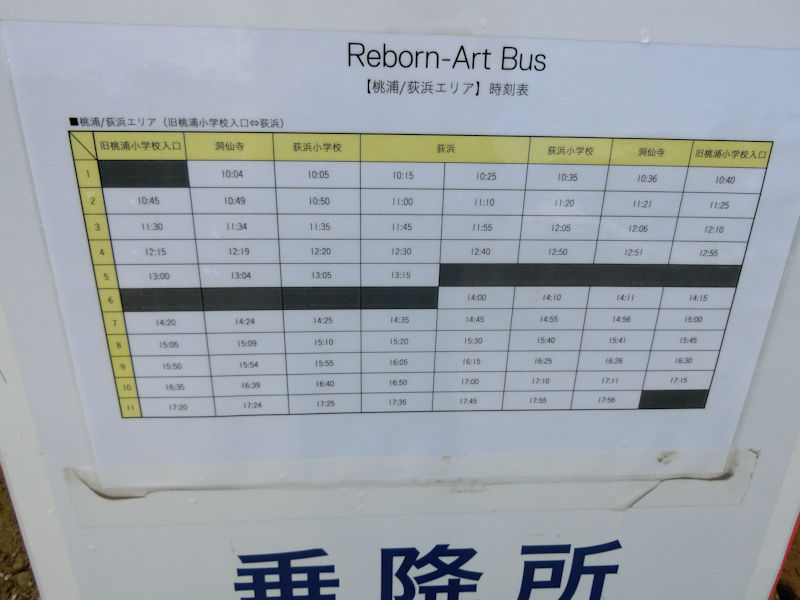 Reborn-Art Bus
【桃浦/荻浜エリア】時刻表
■桃浦/荻浜エリア（旧桃浦小学校入口⇔荻浜）
旧桃浦小学校入口 洞仙寺 荻浜小学校 荻浜 荻浜小学校 洞仙寺 旧桃浦小学校入口
1 10:04 10:05 10:15 10:25 10:35 10:36 10:40
2 10:45 10:49 10:50 11:00 11:10 11:20 11:21 11:25
3 11:30 11:34 11:35 11:45 11:55 12:05 12:06 12:10
4 12:15 12:19 12:20 12:30 12:40 12:50 12:51 12:55
5 13:00 13:04 13:05 13:15
6 14:00 14:10 14:11 14:15
7 14:20 14:24 14:25 14:35 14:45 14:55 14:56 15:00
8 15:05 15:09 15:10 15:20 15:30 15:40 15:41 15:45
9 15:50 15:54 15:55 16:05 16:15 16:25 16:26 16:30
10 16:35 16:39 16:40 16:50 17:00 17:10 17:11 17:15
11 17:20 17:24 17:25 17:35 17:45 17:55 17:56
乗降所